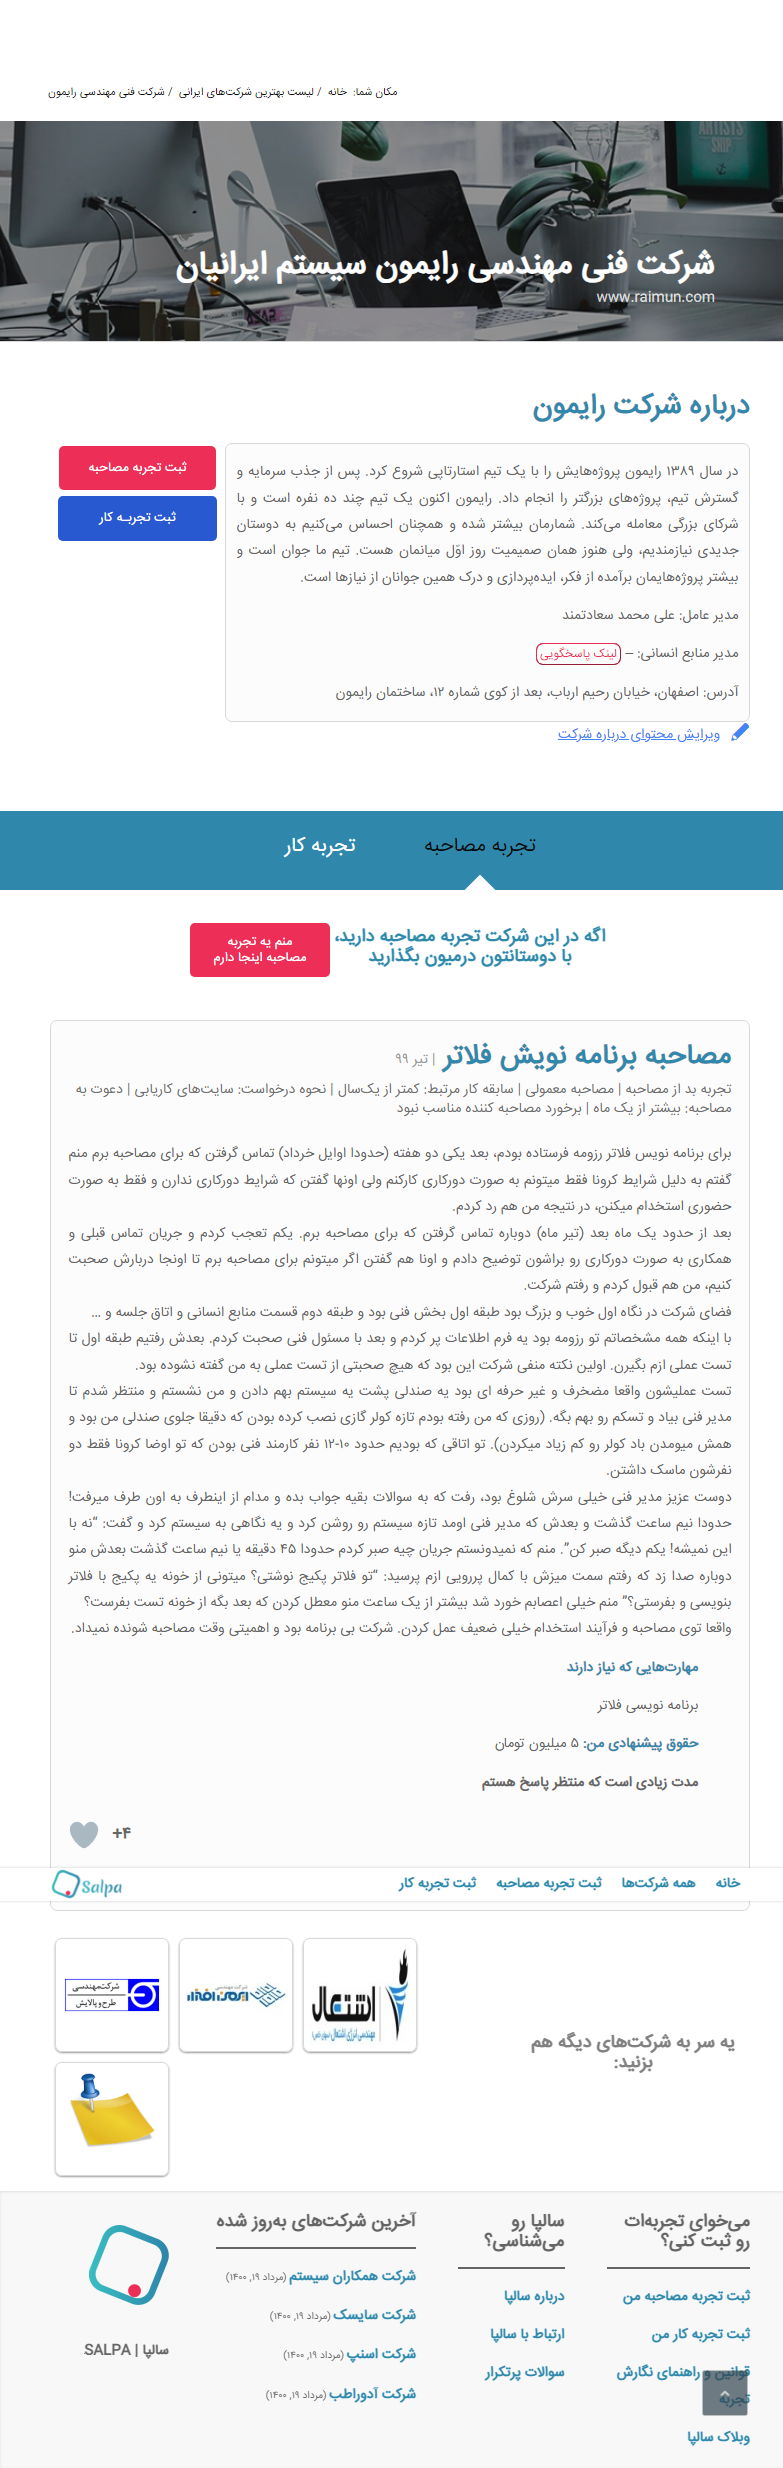 مکان شما: خانه / لیست بهترین شرکت‌های ایرانی / شرکت فنی مهندسی رایمون
شرکت فنی مهندسی رایمون سیستم ایرانیان
www.raimun.com
درباره شرکت رایمون
ثبت تجربه مصاحبه
ثبت تجربـه کار
در سال ۱۳۸۹ رایمون پروژه‌هایش را با یک تیم استارتاپی شروع کرد. پس از جذب سرمایه و
گسترش تیم، پروژه‌های بزرگتر را انجام داد. رایمون اکنون یک تیم چند ده نفره است و با
شرکای بزرگی معامله می‌کند. شمارمان بیشتر شده و همچنان احساس می‌کنیم به دوستان
جدیدی نیازمندیم، ولی هنوز همان صمیمیت روز اوّل میانمان هست. تیم ما جوان است و
بیشتر پروژه‌هایمان برآمده از فکر، ایده‌پردازی و درک همین جوانان از نیازها است.
مدیر عامل: علی محمد سعادتمند
مدیر منابع انسانی: – لینک پاسخگویی
آدرس: اصفهان، خیابان رحیم ارباب، بعد از کوی شماره ۱۲، ساختمان رایمون
ویرایش محتوای درباره شرکت
تجربه مصاحبه
تجربه کار
اگه در این شرکت تجربه مصاحبه دارید،
با دوستانتون درمیون بگذارید
منم یه تجربه
مصاحبه اینجا دارم
مصاحبه برنامه نویش فلاتر | تیر ۹۹
تجربه بد از مصاحبه | مصاحبه معمولی | سابقه کار مرتبط: کمتر از یک‌سال | نحوه درخواست: سایت‌های کاریابی | دعوت به
مصاحبه: بیشتر از یک ماه | برخورد مصاحبه کننده مناسب نبود
برای برنامه نویس فلاتر رزومه فرستاده بودم، بعد یکی دو هفته (حدودا اوایل خرداد) تماس گرفتن که برای مصاحبه برم منم
گفتم به دلیل شرایط کرونا فقط میتونم به صورت دورکاری کارکنم ولی اونها گفتن که شرایط دورکاری ندارن و فقط به صورت
حضوری استخدام میکنن، در نتیجه من هم رد کردم.
بعد از حدود یک ماه بعد (تیر ماه) دوباره تماس گرفتن که برای مصاحبه برم. یکم تعجب کردم و جریان تماس قبلی و
همکاری به صورت دورکاری رو براشون توضیح دادم و اونا هم گفتن اگر میتونم برای مصاحبه برم تا اونجا دربارش صحبت
کنیم، من هم قبول کردم و رفتم شرکت.
فضای شرکت در نگاه اول خوب و بزرگ بود طبقه اول بخش فنی بود و طبقه دوم قسمت منابع انسانی و اتاق جلسه و ...
با اینکه همه مشخصاتم تو رزومه بود یه فرم اطلاعات پر کردم و بعد با مسئول فنی صحبت کردم. بعدش رفتیم طبقه اول تا
تست عملی ازم بگیرن. اولین نکته منفی شرکت این بود که هیچ صحبتی از تست عملی به من گفته نشوده بود.
تست عملیشون واقعا مضخرف و غیر حرفه ای بود یه صندلی پشت یه سیستم بهم دادن و من نشستم و منتظر شدم تا
مدیر فنی بیاد و تسکم رو بهم بگه. (روزی که من رفته بودم تازه کولر گازی نصب کرده بودن که دقیقا جلوی صندلی من بود و
همش میومدن باد کولر رو کم زیاد میکردن). تو اتاقی که بودیم حدود ۱۰-۱۲ نفر کارمند فنی بودن که تو اوضا کرونا فقط دو
نفرشون ماسک داشتن.
دوست عزیز مدیر فنی خیلی سرش شلوغ بود، رفت که به سوالات بقیه جواب بده و مدام از اینطرف به اون طرف میرفت!
حدودا نیم ساعت گذشت و بعدش که مدیر فنی اومد تازه سیستم رو روشن کرد و یه نگاهی به سیستم کرد و گفت: "نه با
این نمیشه! یکم دیگه صبر کن". منم که نمیدونستم جریان چیه صبر کردم حدودا ۴۵ دقیقه یا نیم ساعت گذشت بعدش منو
دوباره صدا زد که رفتم سمت میزش با کمال پررویی ازم پرسید: "تو فلاتر پکیج نوشتی؟ میتونی از خونه یه پکیج با فلاتر
بنویسی و بفرستی؟" منم خیلی اعصابم خورد شد بیشتر از یک ساعت منو معطل کردن که بعد بگه از خونه تست بفرست؟
واقعا توی مصاحبه و فرآیند استخدام خیلی ضعیف عمل کردن. شرکت بی برنامه بود و اهمیتی وقت مصاحبه شونده نمیداد.
مهارت‌هایی که نیاز دارند
برنامه نویسی فلاتر
حقوق پیشنهادی من: ۵ میلیون تومان
مدت زیادی است که منتظر پاسخ هستم
+۴
خانه همه شرکت‌ها ثبت تجربه مصاحبه ثبت تجربه کار
Salpa
یه سر به شرکت‌های دیگه هم
بزنید:
اشتعال
شرکت‌مهندسی
طرح‌و‌پالایش
می‌خوای تجربه‌ات
رو ثبت کنی؟
ثبت تجربه مصاحبه من
ثبت تجربه کار من
قوانین و راهنمای نگارش
تجربه
وبلاگ سالپا
سالپا رو
می‌شناسی؟
درباره سالپا
ارتباط با سالپا
سوالات پرتکرار
آخرین شرکت‌های به‌روز شده
شرکت همکاران سیستم (مرداد ۱۹, ۱۴۰۰)
شرکت سایسک (مرداد ۱۹, ۱۴۰۰)
شرکت اسنپ (مرداد ۱۹, ۱۴۰۰)
شرکت آدوراطب (مرداد ۱۹, ۱۴۰۰)
سالپا | SALPA